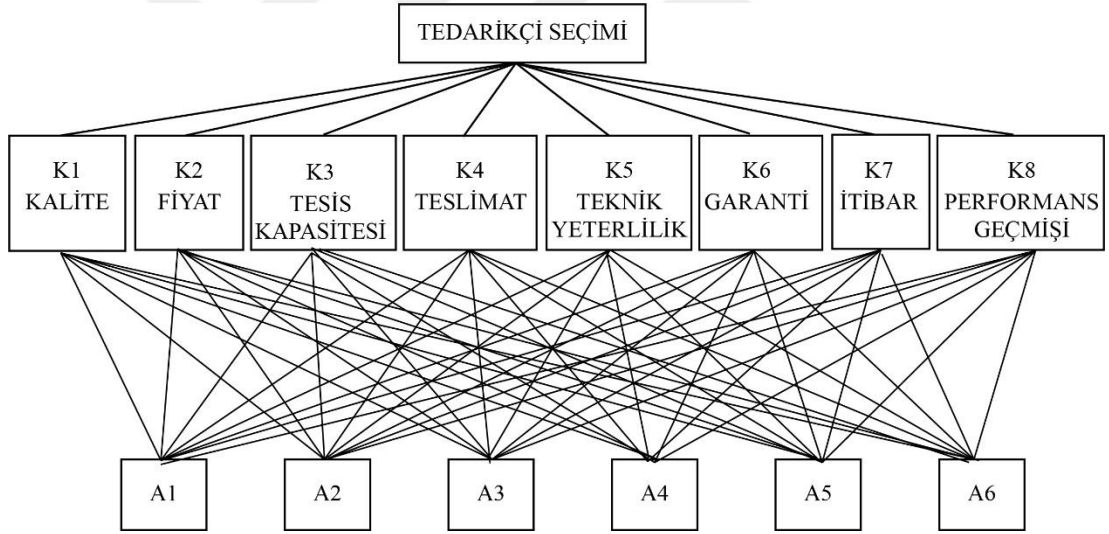 TEDARİKÇİ SEÇİMİ
K1
KALİTE
K2
FİYAT
K3
TESİS
KAPASİTESİ
K4
TESLİMAT
K5
TEKNİK
YETERLİLİK
K6
GARANTİ
K7
İTİBAR
K8
PERFORMANS
GEÇMİŞİ
A1
A2
A3
A4
A5
A6